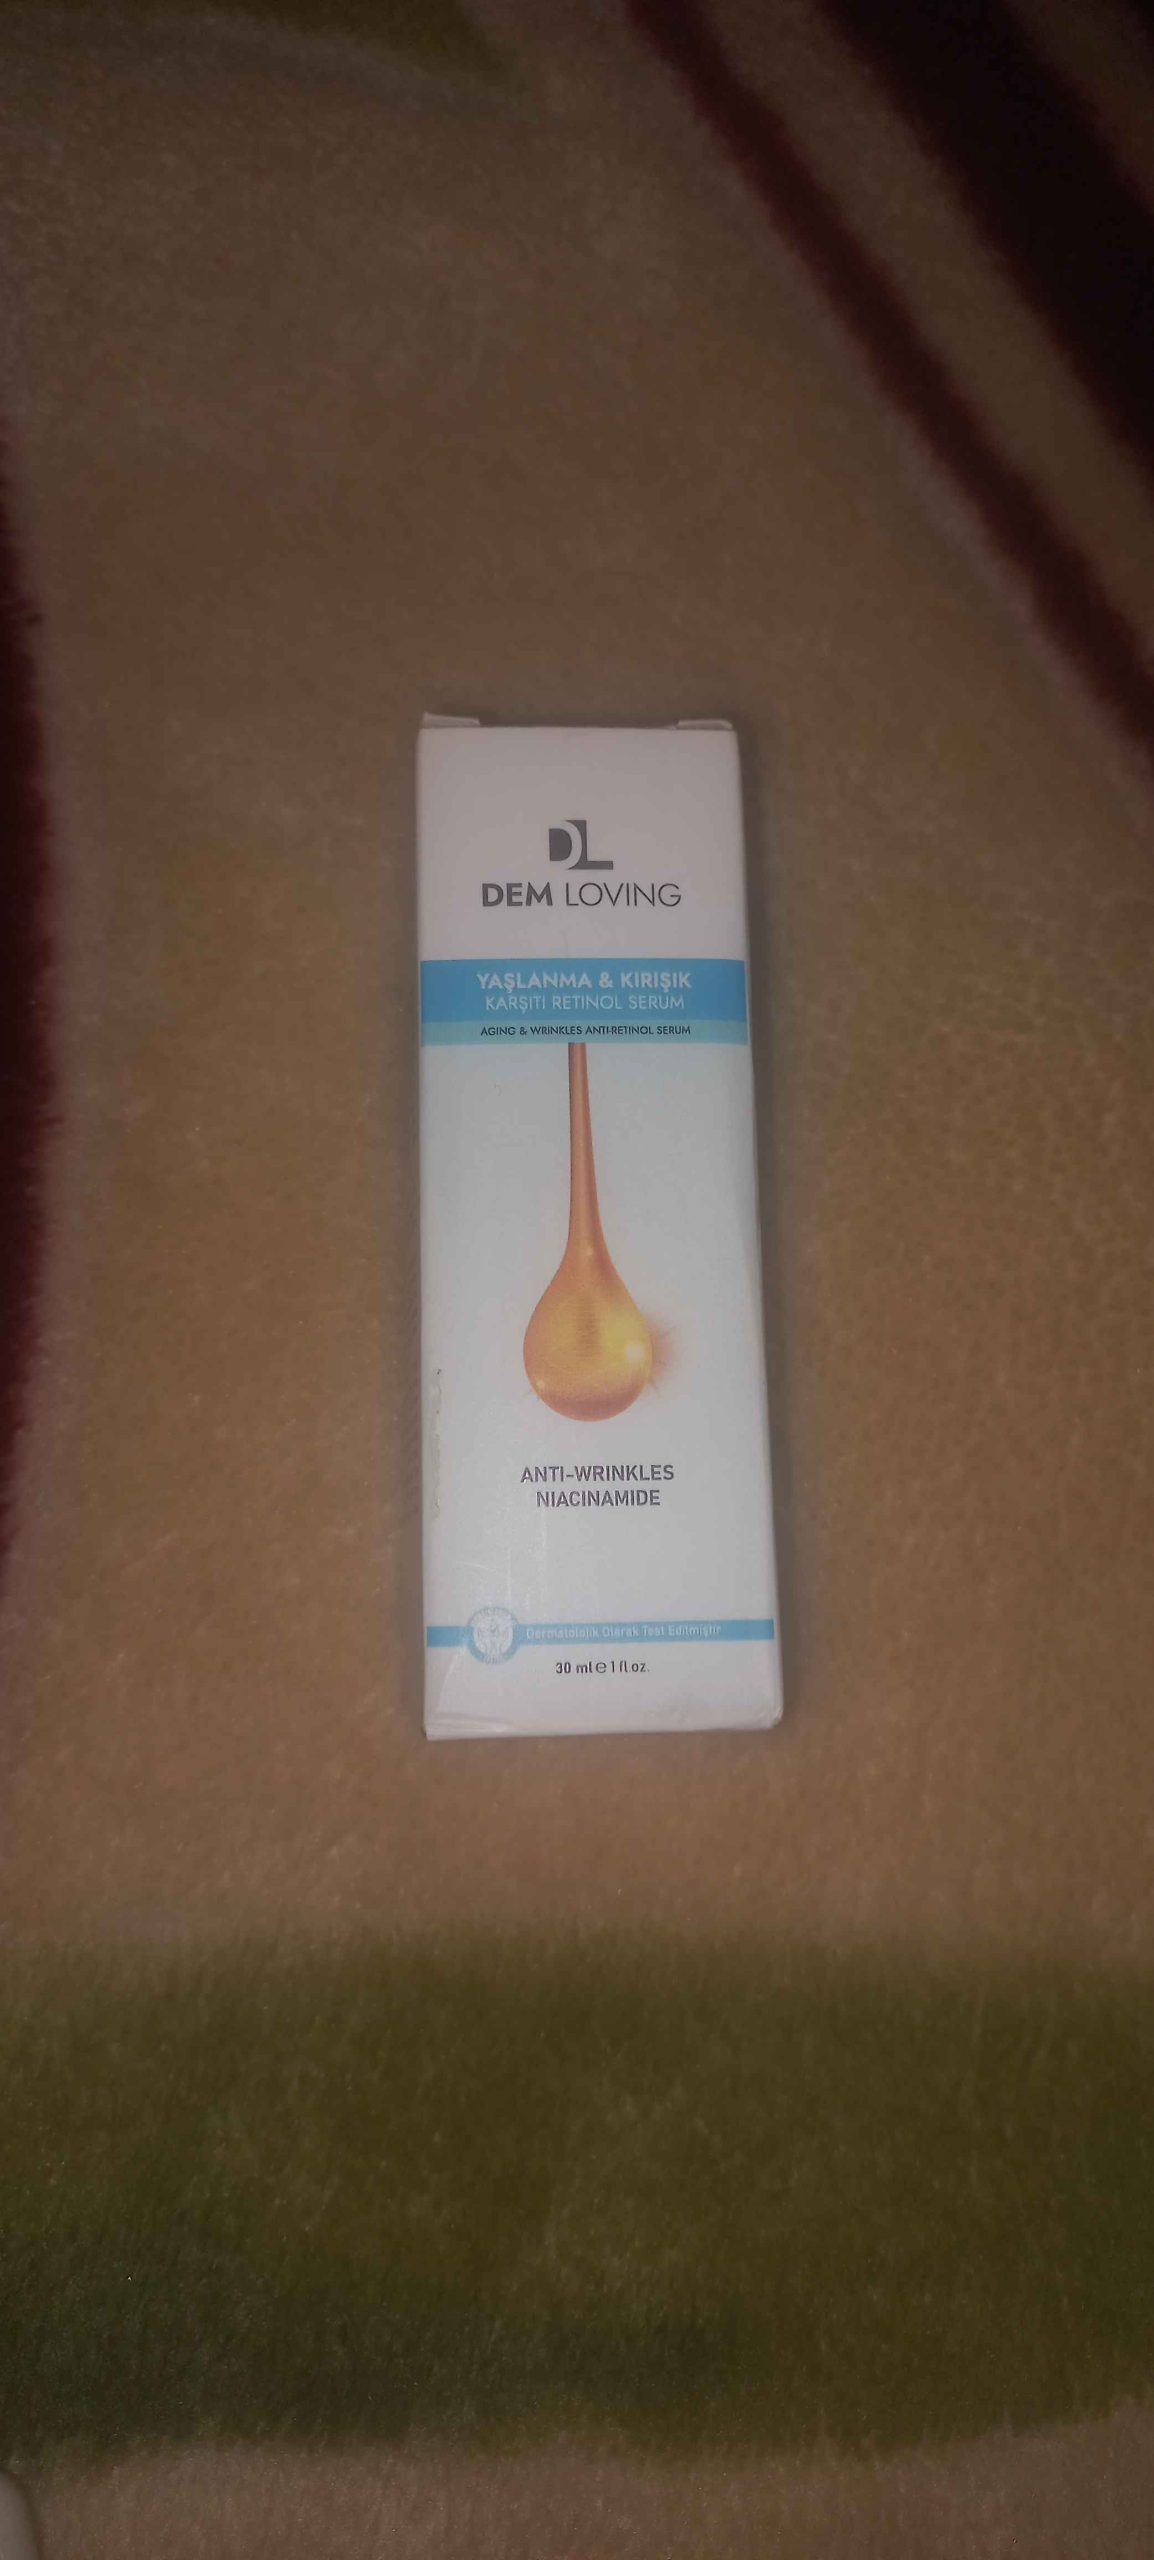 DL
DEM LOVING
YAŞLANMA & KIRIŞIK
KARŞITI RETINOL SERUM
AGING & WRINKLES ANTI-RETINOL SERUM
ANTI-WRINKLES
NIACINAMIDE
Dermatolojik Olarak Test Edilmiştir
30 ml e 1 fl.oz.